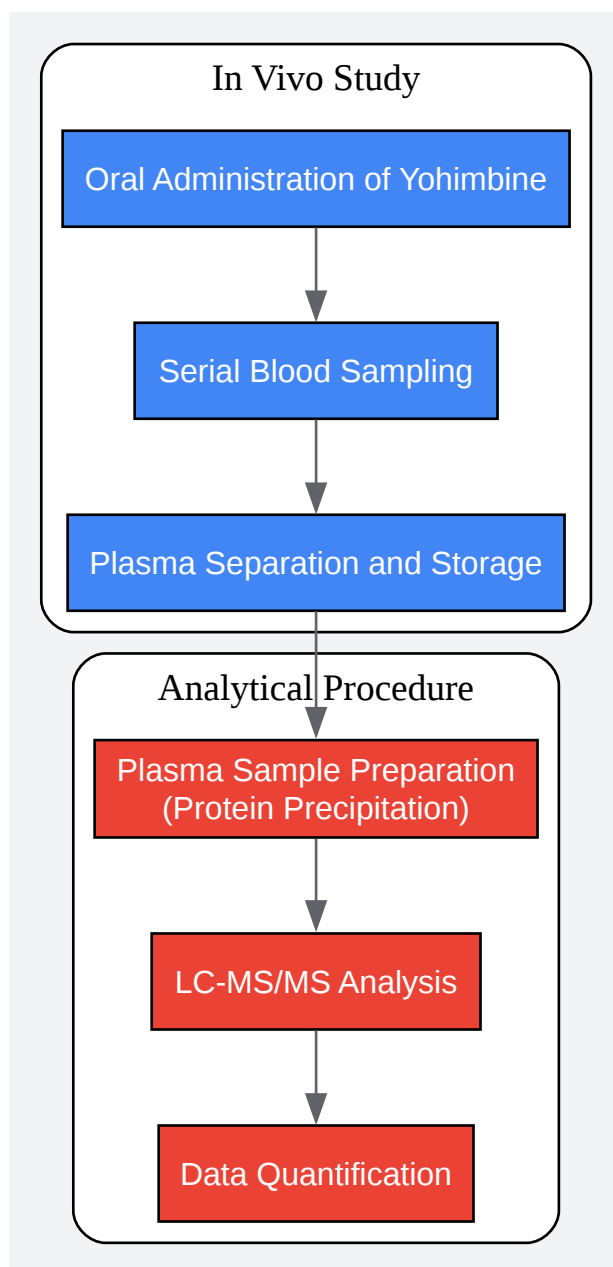 In Vivo Study
Oral Administration of Yohimbine
Serial Blood Sampling
Plasma Separation and Storage
Analytical Procedure
Plasma Sample Preparation
(Protein Precipitation)
LC-MS/MS Analysis
Data Quantification